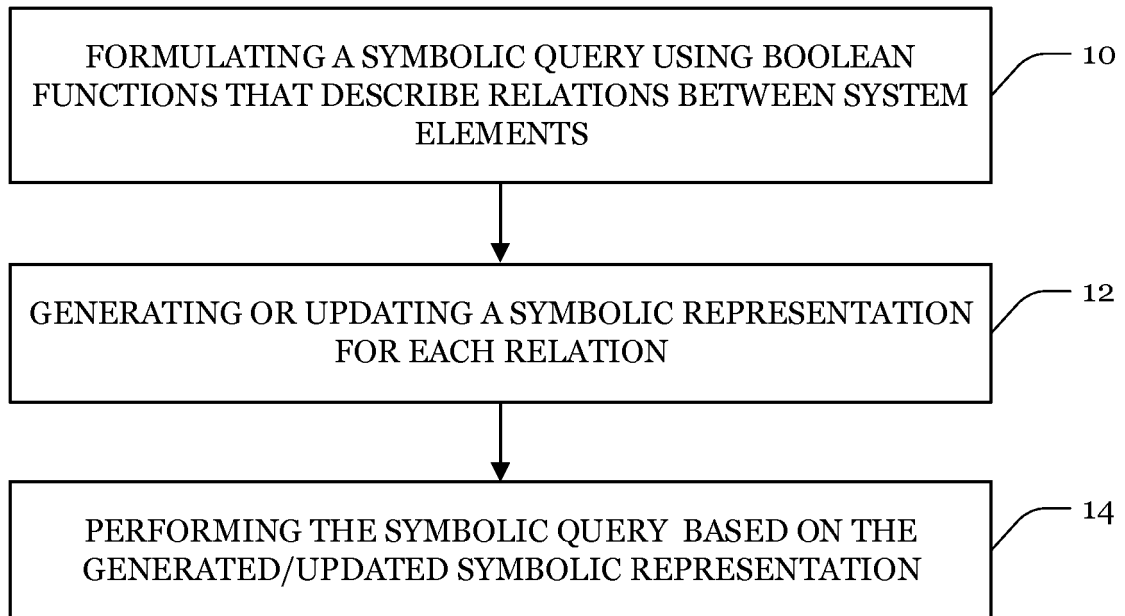 FORMULATING A SYMBOLIC QUERY USING BOOLEAN
FUNCTIONS THAT DESCRIBE RELATIONS BETWEEN SYSTEM
ELEMENTS
10
GENERATING OR UPDATING A SYMBOLIC REPRESENTATION
FOR EACH RELATION
12
PERFORMING THE SYMBOLIC QUERY BASED ON THE
GENERATED/UPDATED SYMBOLIC REPRESENTATION
14